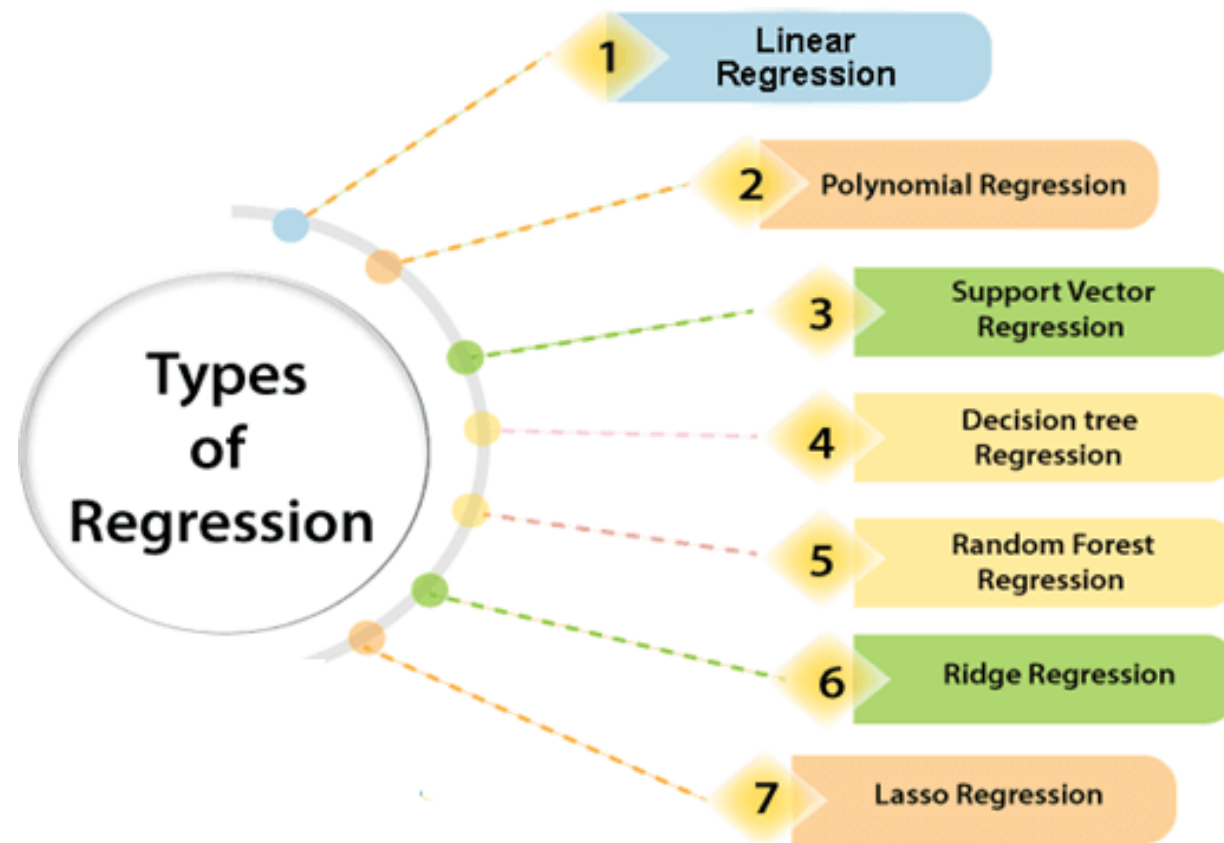 Types
of
Regression
1
Linear
Regression
2
Polynomial Regression
3
Support Vector
Regression
4
Decision tree
Regression
5
Random Forest
Regression
6
Ridge Regression
7
Lasso Regression